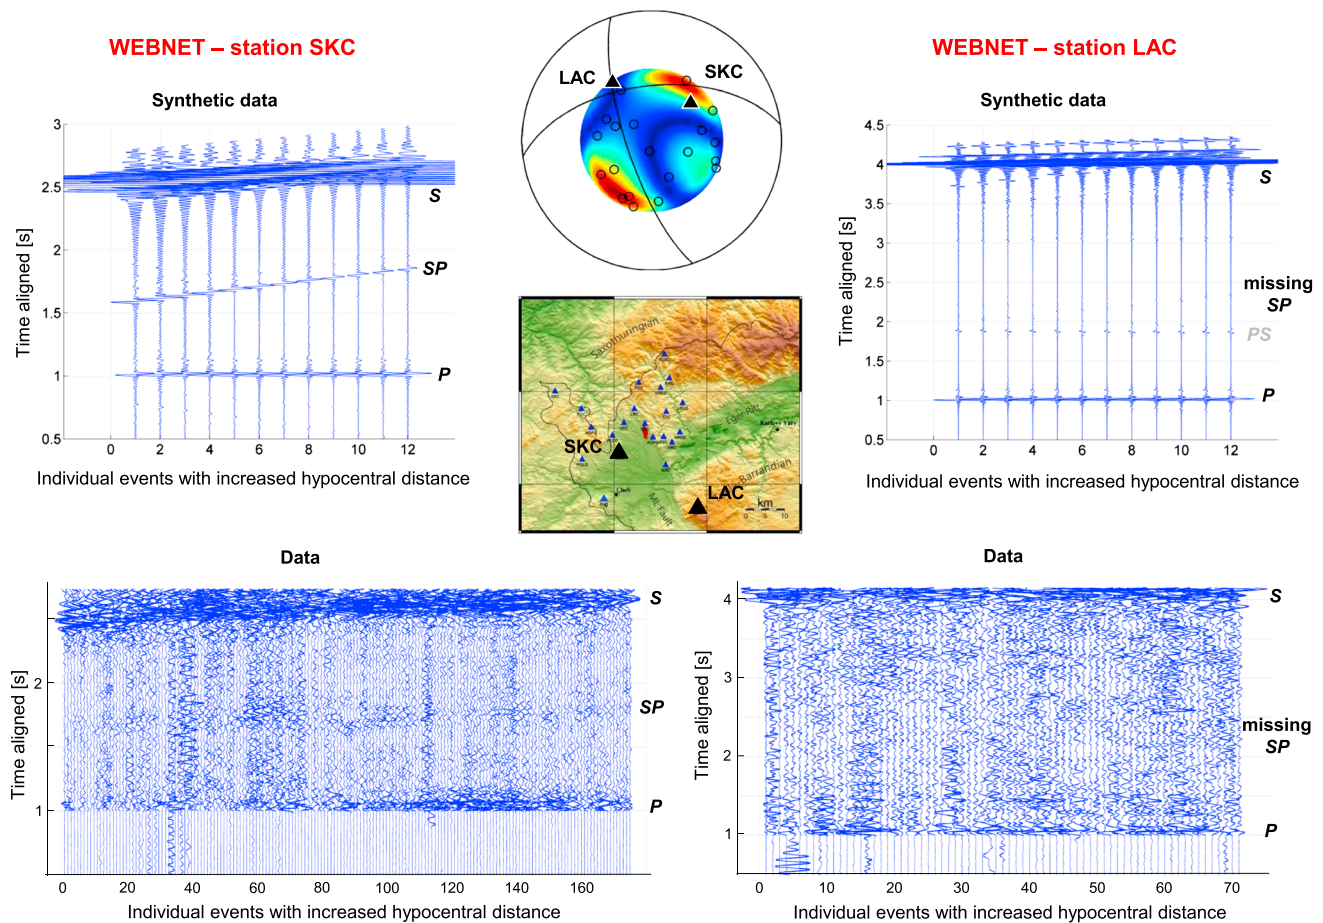 WEBNET – station SKC
Synthetic data
3
2.5
2
1.5
1
0.5
Time aligned [s]
S
SP
P
0 2 4 6 8 10 12
Individual events with increased hypocentral distance
LAC
SKC
WEBNET – station LAC
Synthetic data
4.5
4
3.5
3
2.5
2
1.5
1
0.5
Time aligned [s]
S
missing
SP
PS
P
0 2 4 6 8 10 12
Individual events with increased hypocentral distance
Saxothuringian
Eger Rift
Karlovy Vary
SKC
Barrandian
LAC
Cheb
ML Fault
km
0 5 10
Data
2
1
Time aligned [s]
S
SP
P
0 20 40 60 80 100 120 140 160
Individual events with increased hypocentral distance
Data
4
3
2
1
Time aligned [s]
S
missing
SP
P
0 10 20 30 40 50 60 70
Individual events with increased hypocentral distance